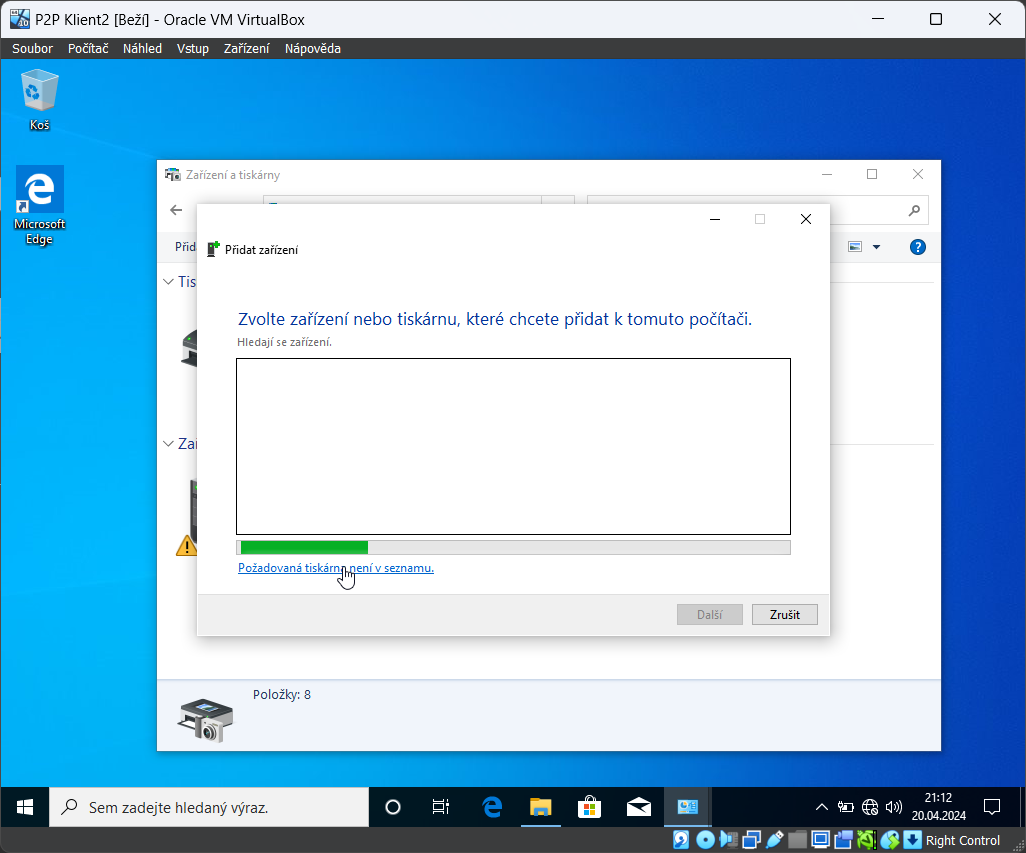 P2P Klient2 [Beží] - Oracle VM VirtualBox
Soubor Počítač Náhled Vstup Zařízení Nápověda
Koš
Microsoft
Edge
Zařízení a tiskárny
Přid
Přidat zařízení
Tis
Zvolte zařízení nebo tiskárnu, které chcete přidat k tomuto počítači.
Hledají se zařízení.
Zař
Požadovaná tiskárna není v seznamu.
Další Zrušit
Položky: 8
Sem zadejte hledaný výraz.
21:12
20.04.2024
Right Control